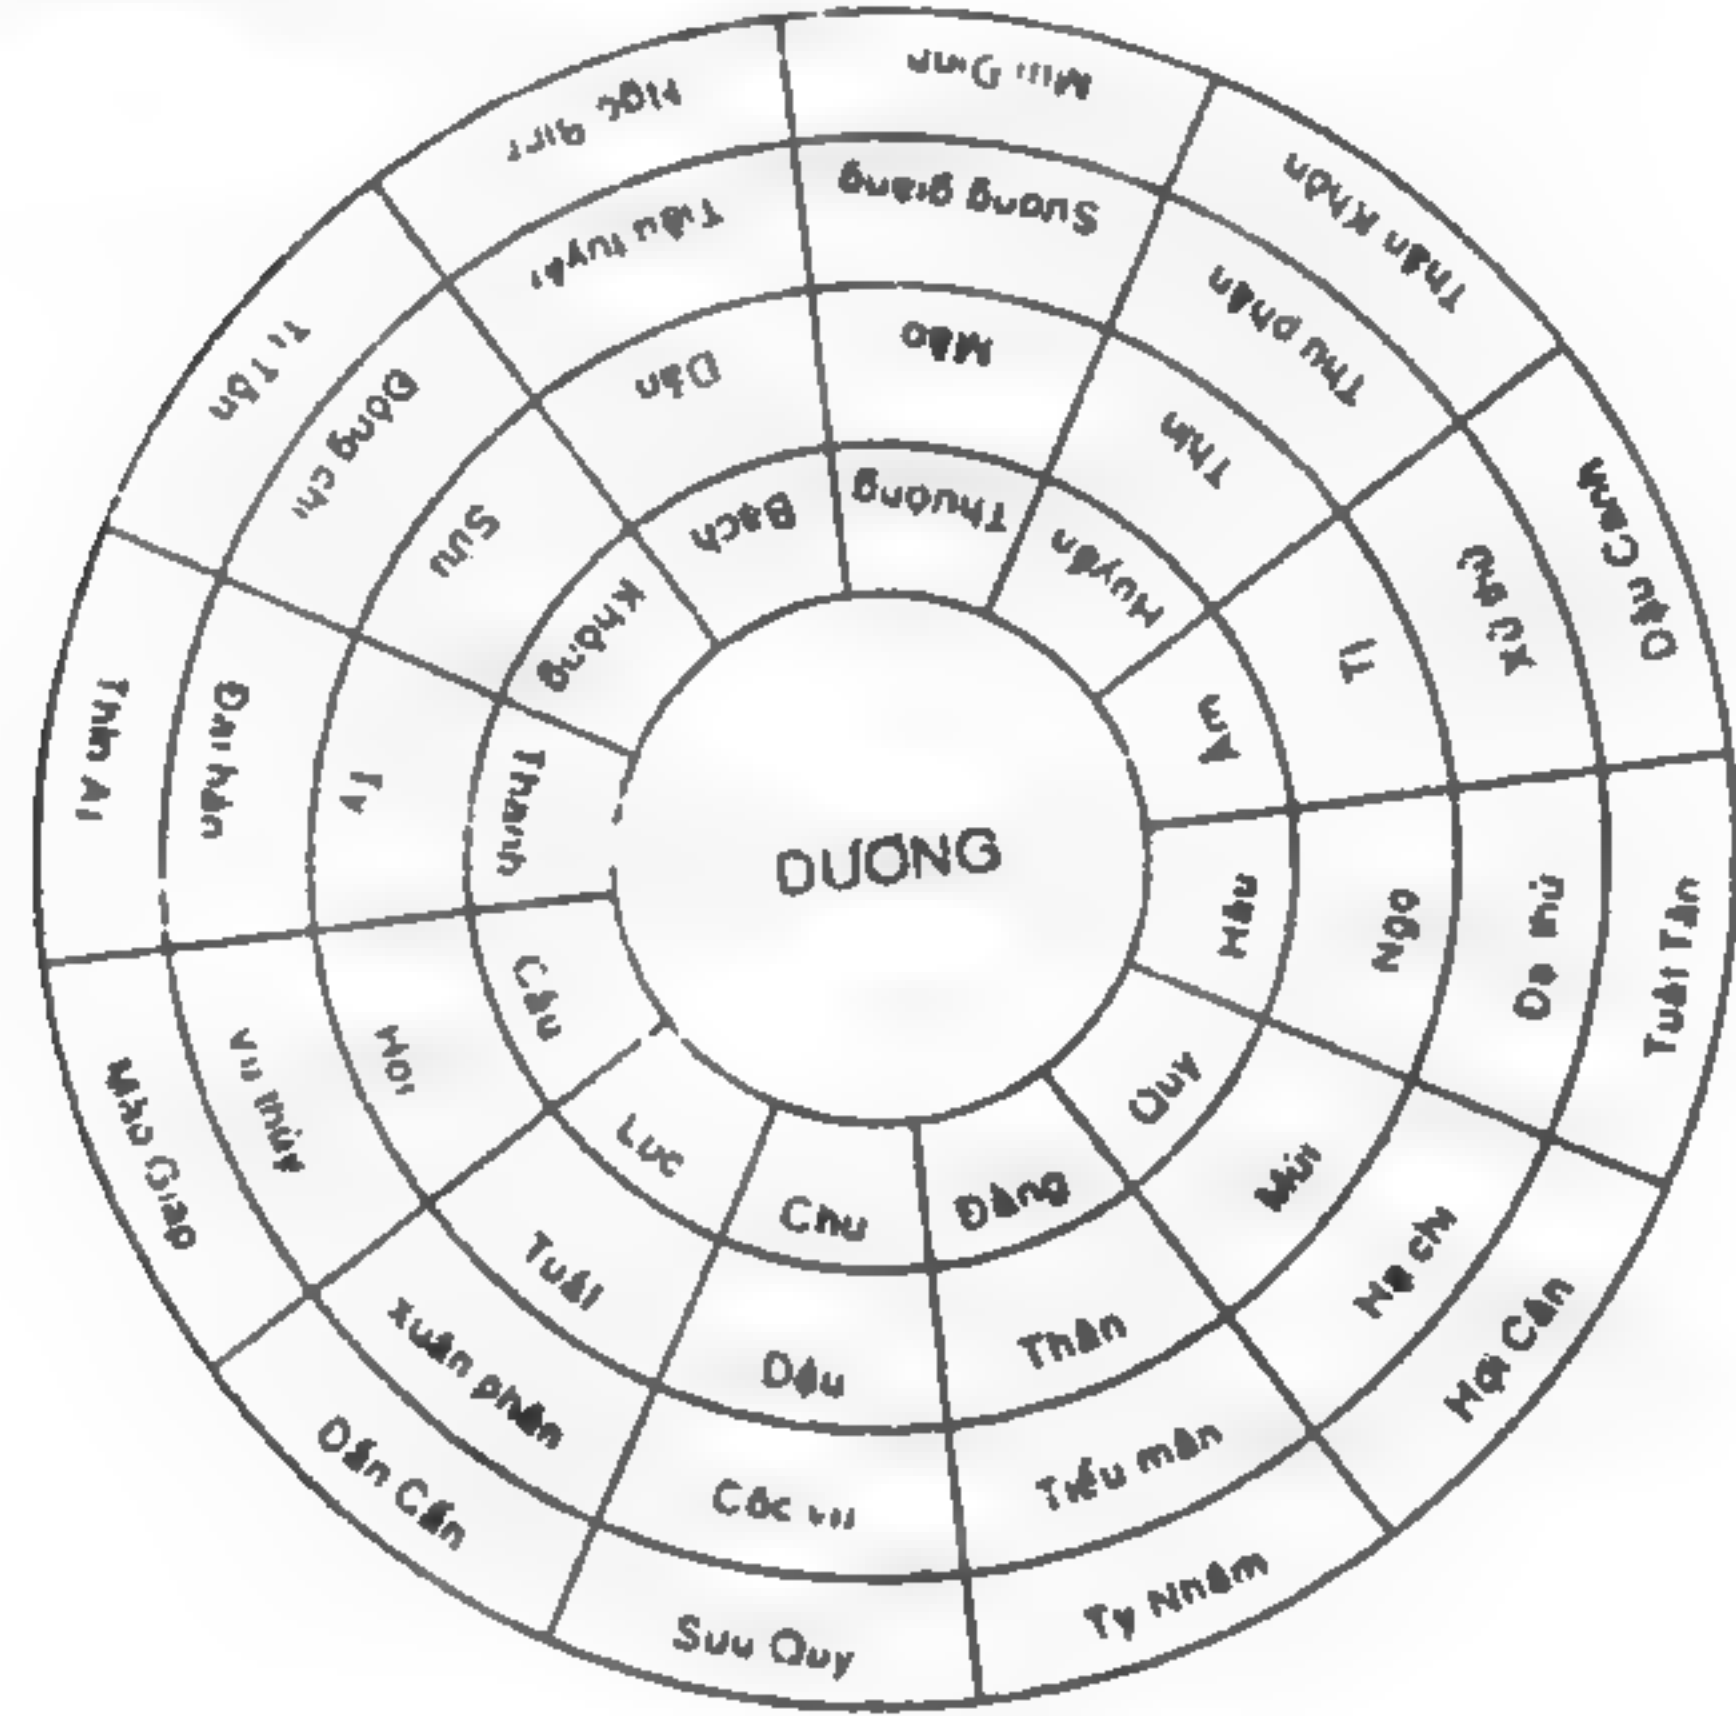 DƯƠNG
Thương
Huyền
Âm
Hậu
Quý
Đằng
Chu
Lục
Câu
Thanh
Không
Bạch
Mão
Thìn
Tị
Ngọ
Mùi
Thân
Dậu
Tuất
Hợi
Tý
Sửu
Dần
Sương giáng
Thu phân
Xử thử
Đại thử
Hạ chí
Tiểu mãn
Cốc vũ
Xuân phân
Vũ thủy
Đại hàn
Đông chí
Tiểu tuyết
Mùi Đinh
Thân Khôn
Dậu Canh
Tuất Tân
Hợi Càn
Tý Nhâm
Sửu Quý
Dần Cấn
Mão Giáp
Thìn Ất
Tị Tốn